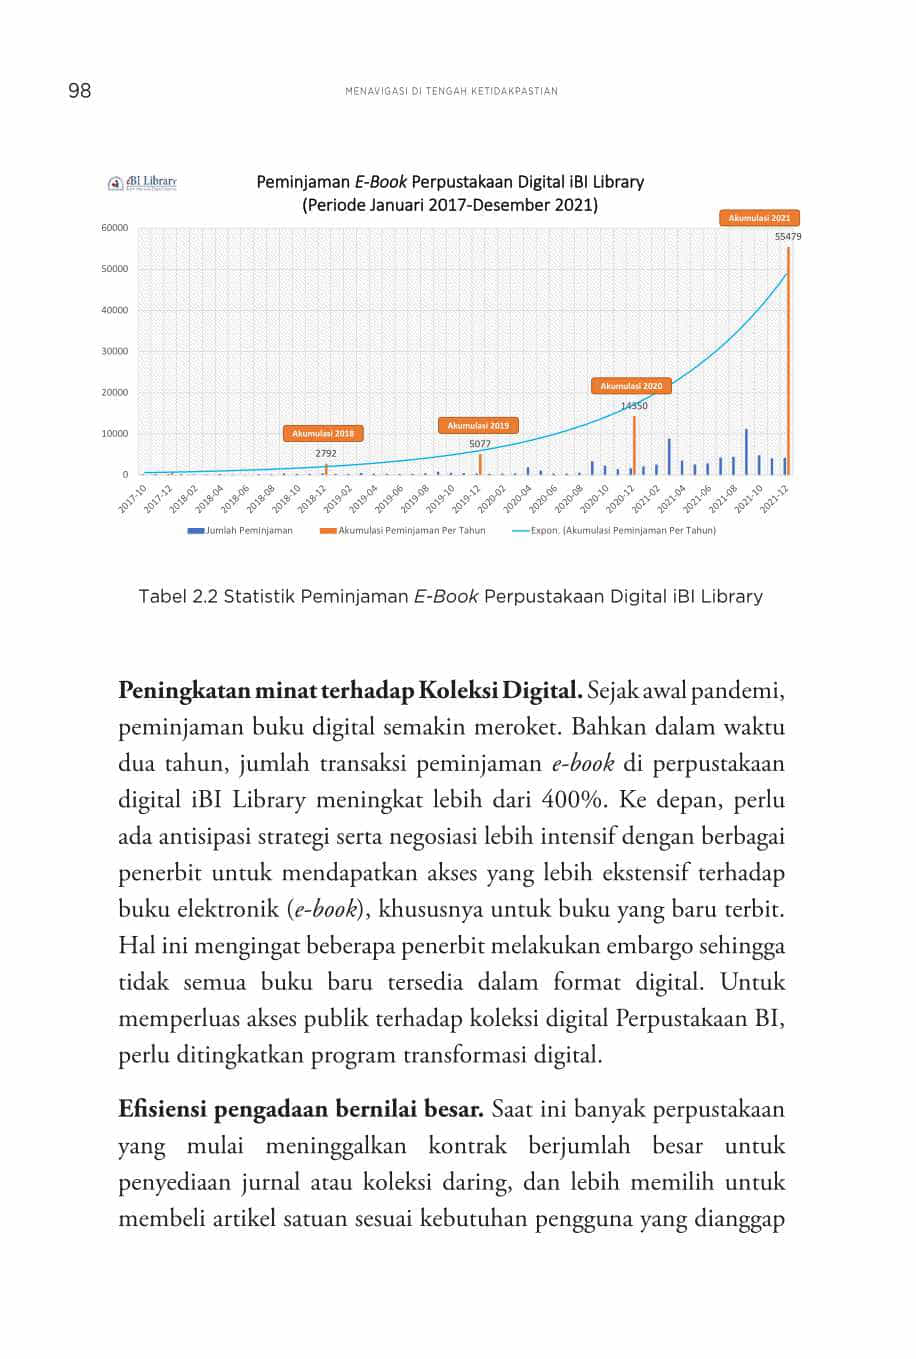 98
MENAVIGASI DI TENGAH KETIDAKPASTIAN
iBI Library
Peminjaman E-Book Perpustakaan Digital iBI Library
(Periode Januari 2017-Desember 2021)
Akumulasi 2021
60000
55479
50000
40000
30000
Akumulasi 2020
20000
14350
Akumulasi 2019
Akumulasi 2018
10000
5077
2792
0
2017-10 2017-12 2018-02 2018-04 2018-06 2018-08 2018-10 2018-12 2019-02 2019-04 2019-06 2019-08 2019-10 2019-12 2020-02 2020-04 2020-06 2020-08 2020-10 2020-12 2021-02 2021-04 2021-06 2021-08 2021-10 2021-12
Jumlah Peminjaman Akumulasi Peminjaman Per Tahun Expon. (Akumulasi Peminjaman Per Tahun)
Tabel 2.2 Statistik Peminjaman E-Book Perpustakaan Digital iBI Library
Peningkatan minat terhadap Koleksi Digital. Sejak awal pandemi,
peminjaman buku digital semakin meroket. Bahkan dalam waktu
dua tahun, jumlah transaksi peminjaman e-book di perpustakaan
digital iBI Library meningkat lebih dari 400%. Ke depan, perlu
ada antisipasi strategi serta negosiasi lebih intensif dengan berbagai
penerbit untuk mendapatkan akses yang lebih ekstensif terhadap
buku elektronik (e-book), khususnya untuk buku yang baru terbit.
Hal ini mengingat beberapa penerbit melakukan embargo sehingga
tidak semua buku baru tersedia dalam format digital. Untuk
memperluas akses publik terhadap koleksi digital Perpustakaan BI,
perlu ditingkatkan program transformasi digital.
Efisiensi pengadaan bernilai besar. Saat ini banyak perpustakaan
yang mulai meninggalkan kontrak berjumlah besar untuk
penyediaan jurnal atau koleksi daring, dan lebih memilih untuk
membeli artikel satuan sesuai kebutuhan pengguna yang dianggap